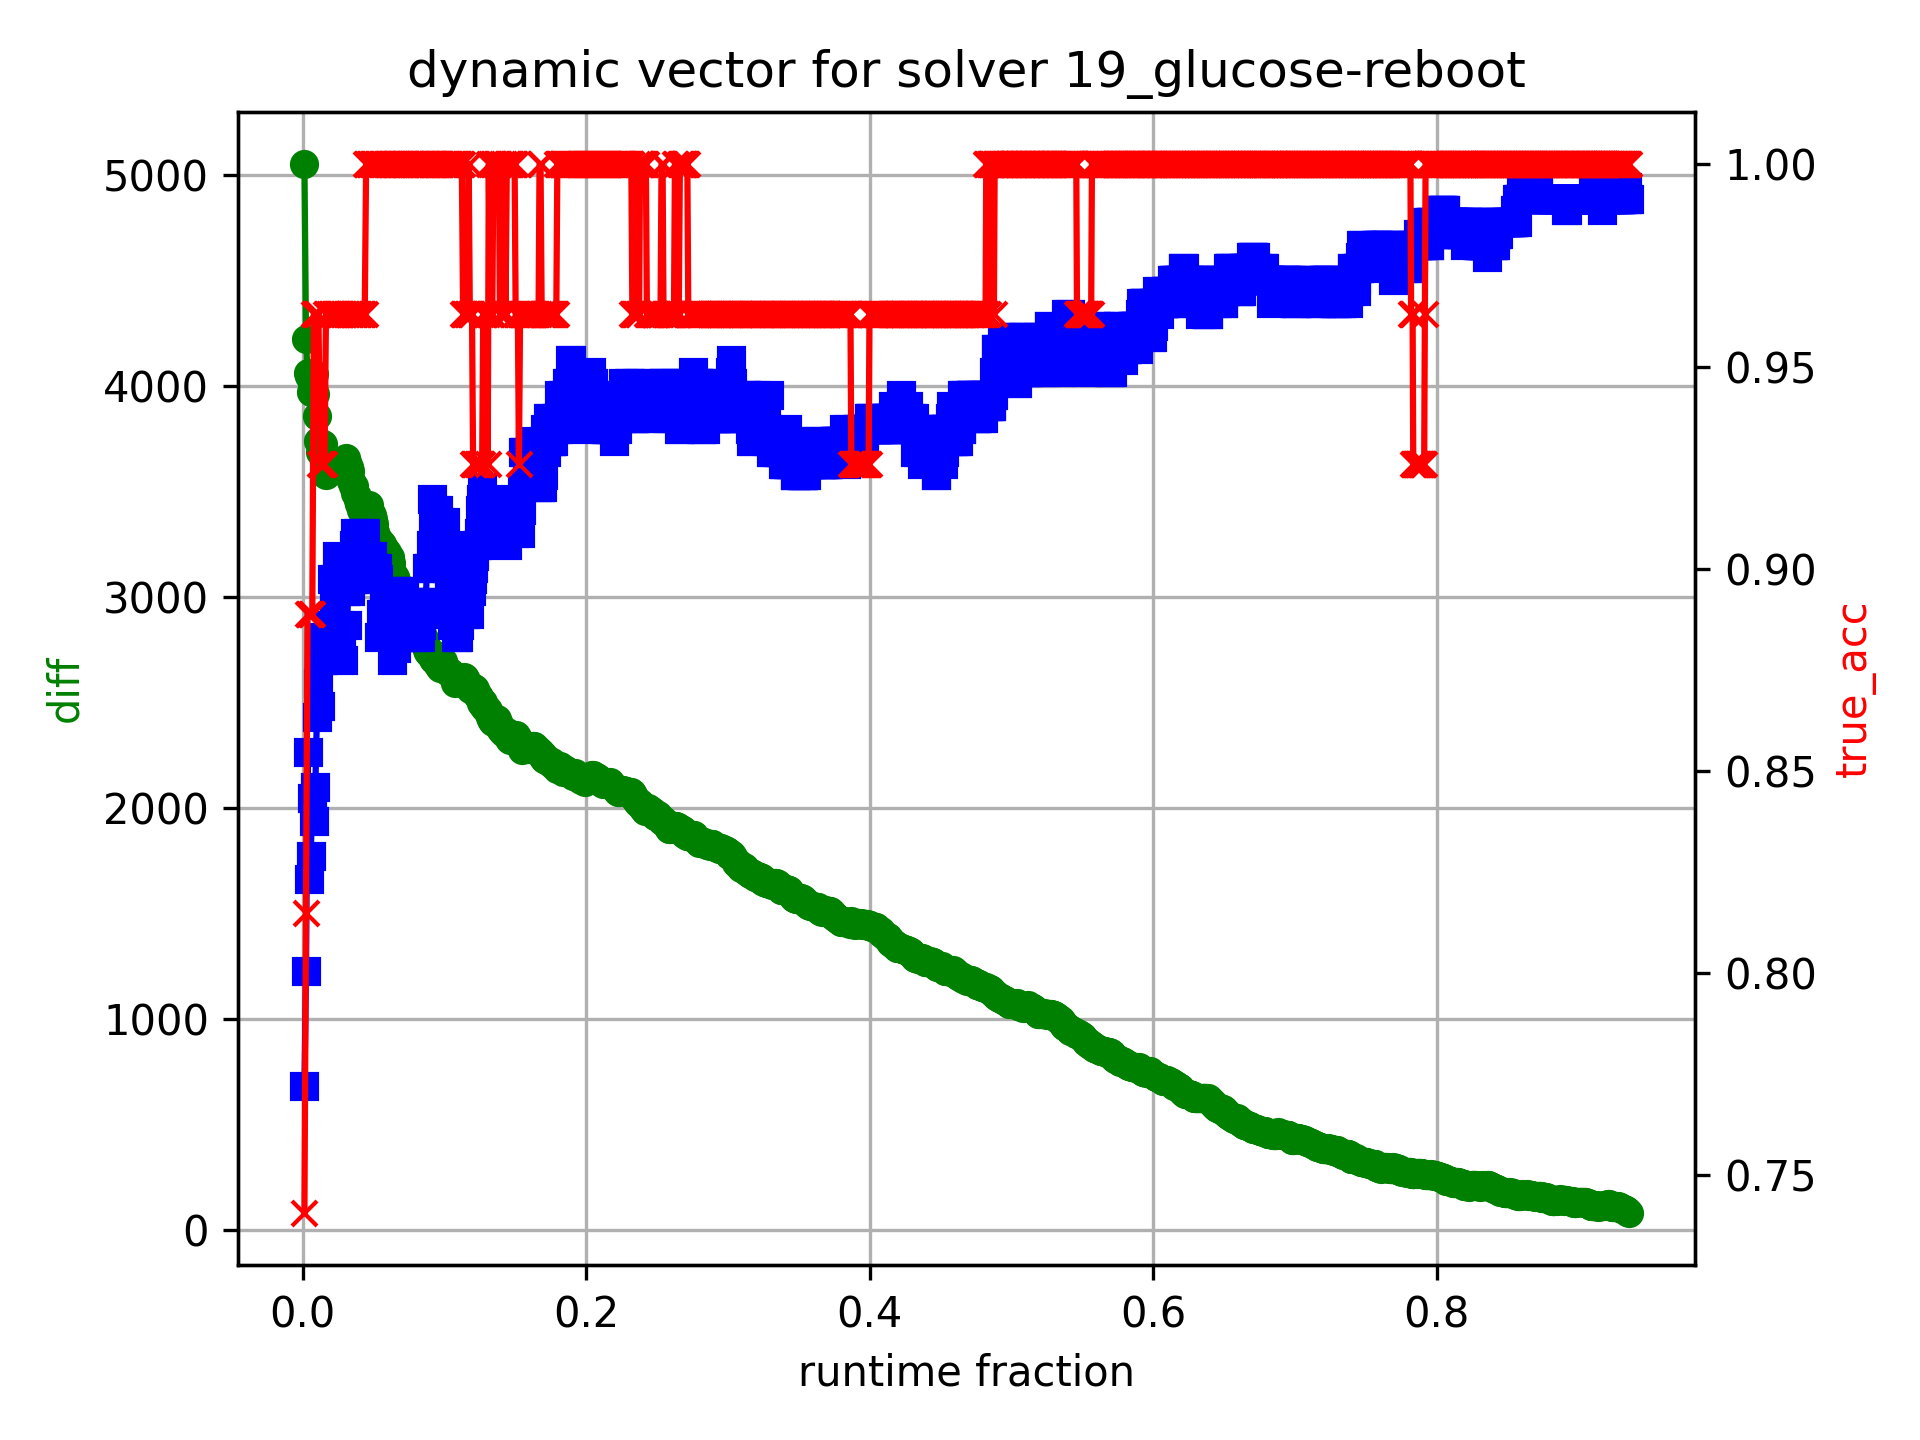 dynamic vector for solver 19_glucose-reboot
diff
5000
4000
3000
2000
1000
0
0.0 0.2 0.4 0.6 0.8
runtime fraction
1.00
0.95
0.90
0.85
0.80
0.75
true_acc